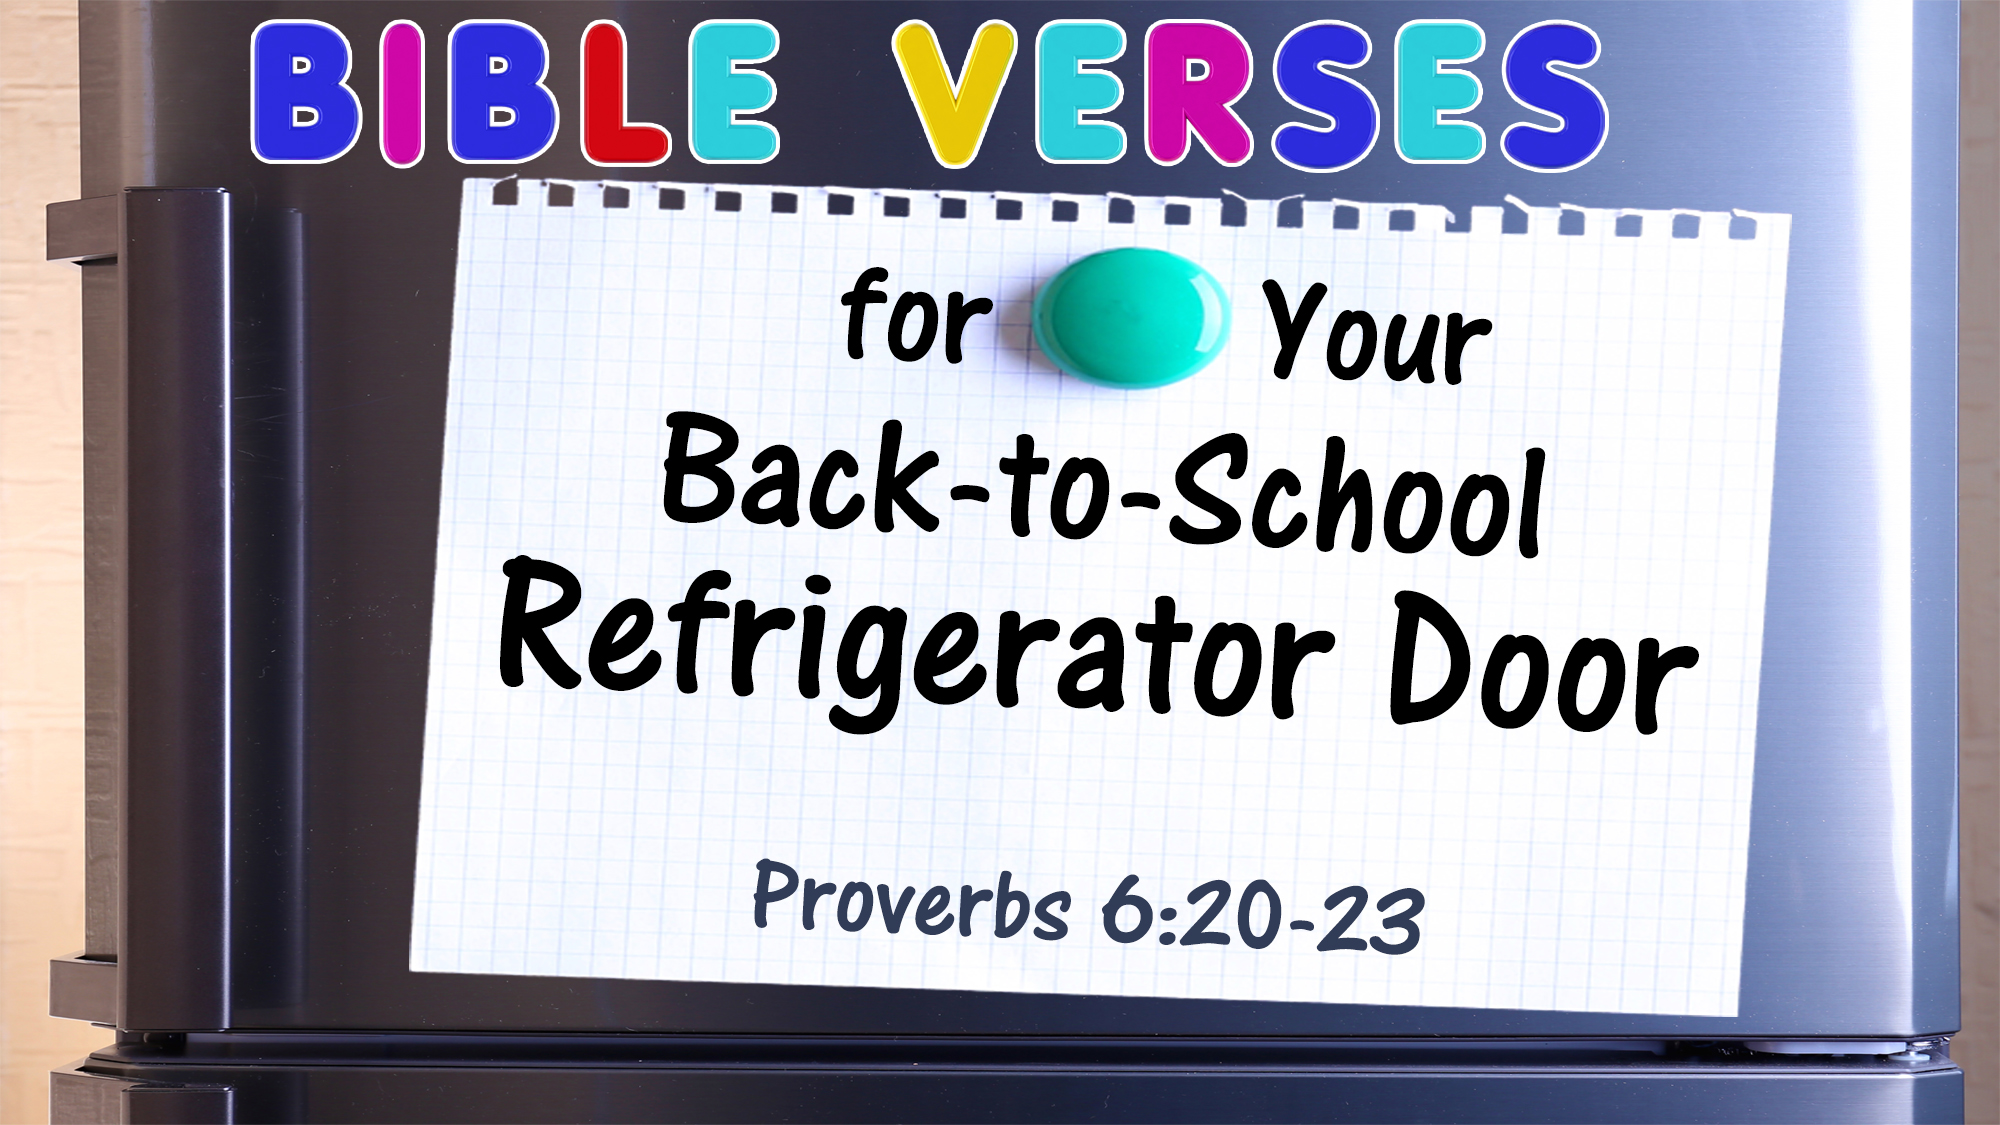 BIBLE VERSES
for Your
Back-to-School
Refrigerator Door
Proverbs 6:20-23